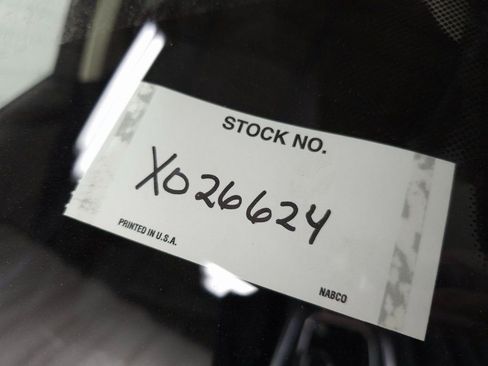 STOCK NO.
X026624
PRINTED IN U.S.A.
NABCO